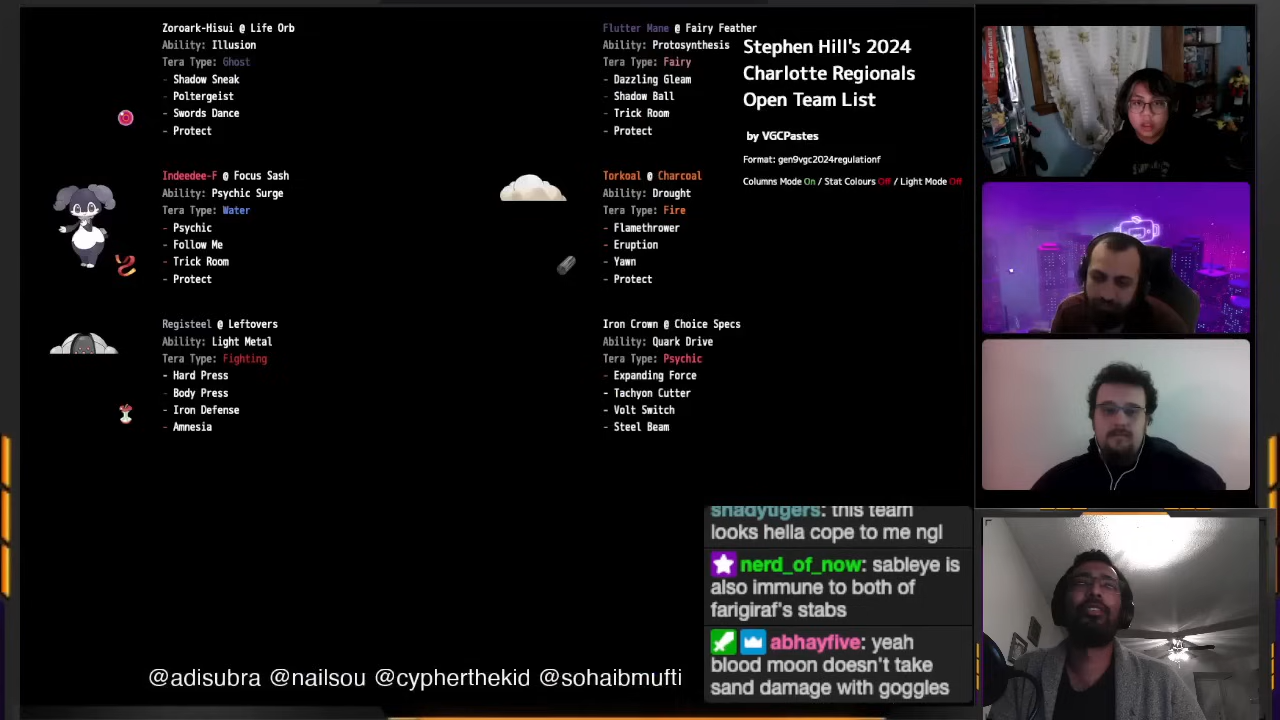 Zoroark-Hisui @ Life Orb
Ability: Illusion
Tera Type: Ghost
- Shadow Sneak
- Poltergeist
- Swords Dance
- Protect
Flutter Mane @ Fairy Feather
Ability: Protosynthesis
Tera Type: Fairy
- Dazzling Gleam
- Shadow Ball
- Trick Room
- Protect
Stephen Hill's 2024
Charlotte Regionals
Open Team List
by VGCPastes
Format: gen9vgc2024regulationf
Columns Mode On / Stat Colours Off / Light Mode Off
Indeedee-F @ Focus Sash
Ability: Psychic Surge
Tera Type: Water
- Psychic
- Follow Me
- Trick Room
- Protect
Torkoal @ Charcoal
Ability: Drought
Tera Type: Fire
- Flamethrower
- Eruption
- Yawn
- Protect
Registeel @ Leftovers
Ability: Light Metal
Tera Type: Fighting
- Hard Press
- Body Press
- Iron Defense
- Amnesia
Iron Crown @ Choice Specs
Ability: Quark Drive
Tera Type: Psychic
- Expanding Force
- Tachyon Cutter
- Volt Switch
- Steel Beam
shadytigers: this team
looks hella cope to me ngl
nerd_of_now: sableye is
also immune to both of
farigiraf's stabs
abhayfive: yeah
blood moon doesn't take
sand damage with goggles
@adisubra @nailsou @cypherthekid @sohaibmufti